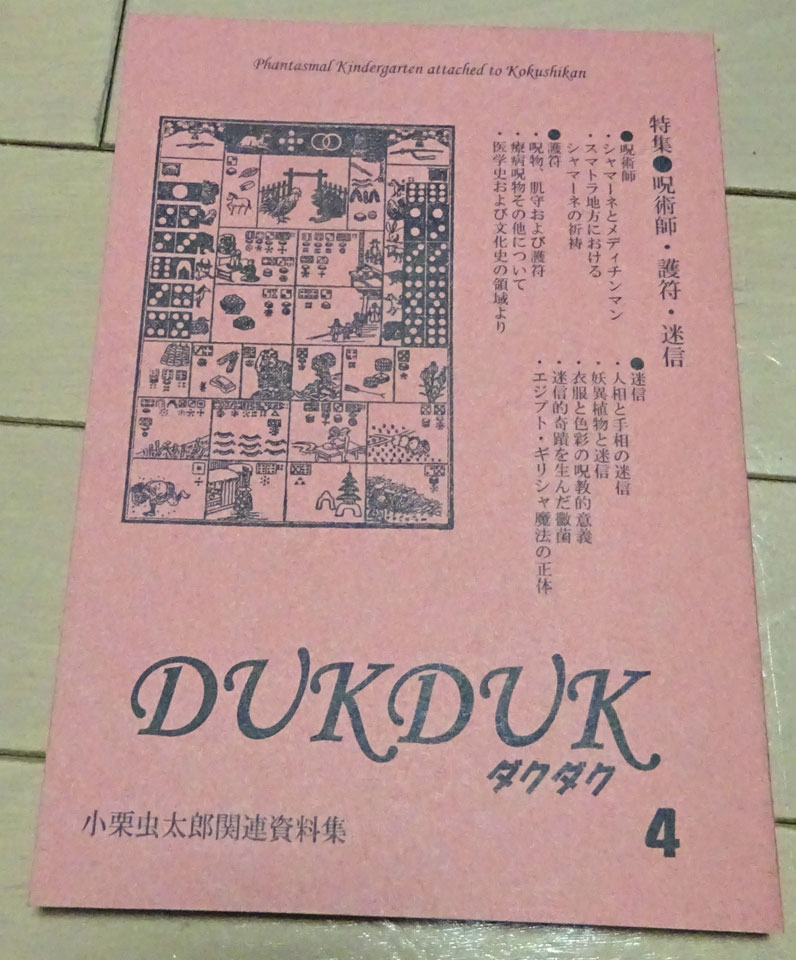 Phantasmal Kindergarten attached to Kokushikan
特集●呪術師・護符・迷信
●呪術師
・シャマーネとメディチンマン
・スマトラ地方における
シャマーネの祈祷
●護符
・呪物、肌守および護符
・療病呪物その他について
・医学史および文化史の領域より
●迷信
・人相と手相の迷信
・妖異植物と迷信
・衣服と色彩の呪教的意義
・迷信的奇蹟を生んだ黴菌
・エジプト・ギリシャ魔法の正体
DUKDUK
ダクダク
小栗虫太郎関連資料集
4